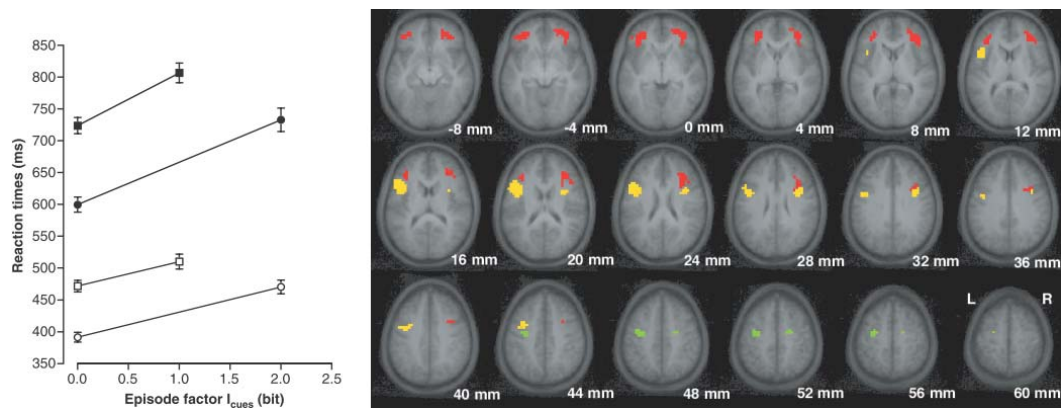 Reaction times (ms)
850
800
750
700
650
600
550
500
450
400
350
0.0 0.5 1.0 1.5 2.0 2.5
Episode factor Icues (bit)
-8 mm -4 mm 0 mm 4 mm 8 mm 12 mm
16 mm 20 mm 24 mm 28 mm 32 mm 36 mm
L R
40 mm 44 mm 48 mm 52 mm 56 mm 60 mm